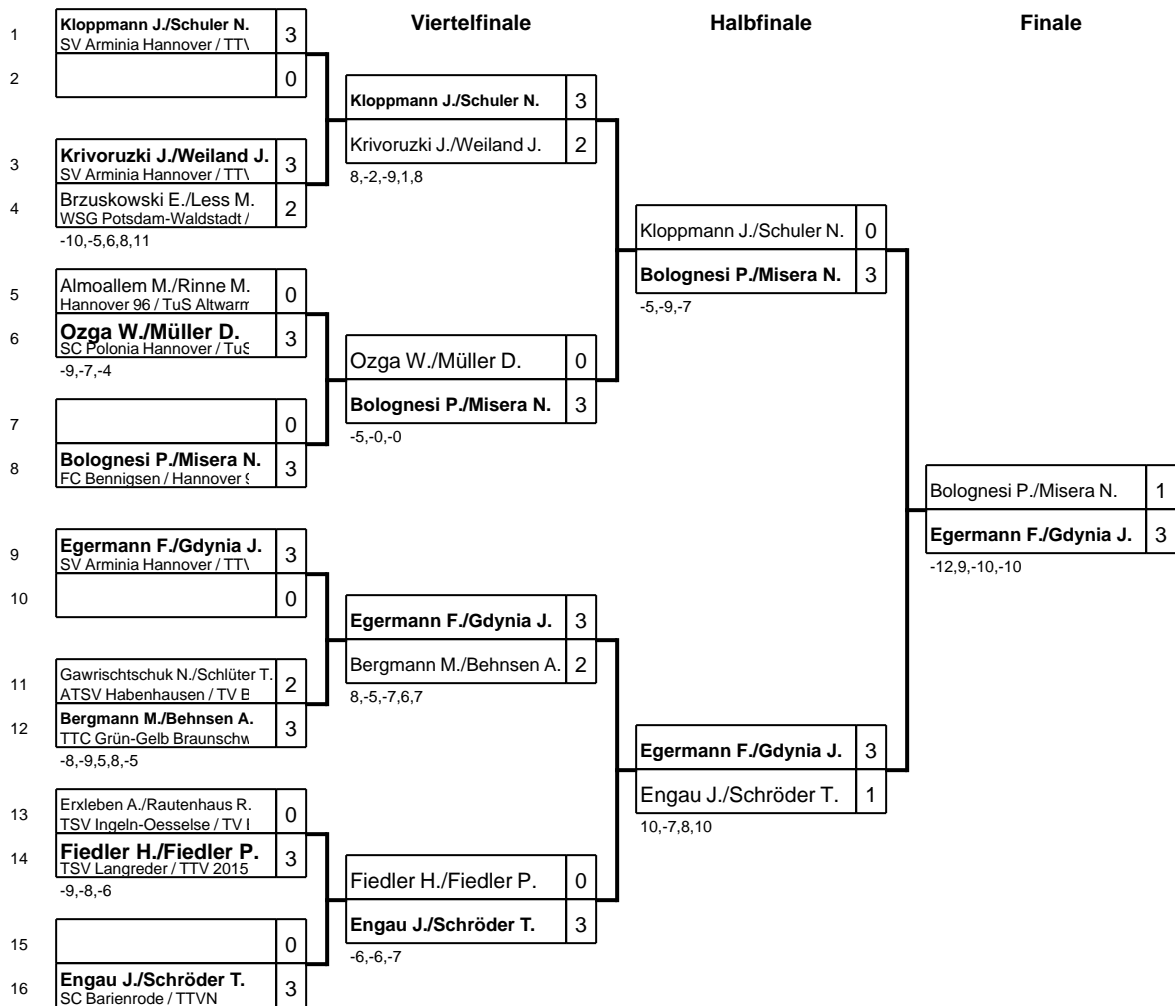 Viertelfinale
Halbfinale
Finale
1
Kloppmann J./Schuler N.
SV Arminia Hannover / TTV
3
2
0
3
Krivoruzki J./Weiland J.
SV Arminia Hannover / TTV
3
4
Brzuskowski E./Less M.
WSG Potsdam-Waldstadt /
2
-10,-5,6,8,11
5
Almoallem M./Rinne M.
Hannover 96 / TuS Altwarm
0
6
Ozga W./Müller D.
SC Polonia Hannover / TuS
3
-9,-7,-4
7
0
8
Bolognesi P./Misera N.
FC Bennigsen / Hannover 9
3
9
Egermann F./Gdynia J.
SV Arminia Hannover / TTV
3
10
0
11
Gawrischtschuk N./Schlüter T.
ATSV Habenhausen / TV B
2
12
Bergmann M./Behnsen A.
TTC Grün-Gelb Braunschw
3
-8,-9,5,8,-5
13
Erxleben A./Rautenhaus R.
TSV Ingeln-Oesselse / TV
0
14
Fiedler H./Fiedler P.
TSV Langreder / TTV 2015
3
-9,-8,-6
15
0
16
Engau J./Schröder T.
SC Barienrode / TTVN
3
Kloppmann J./Schuler N.
3
Krivoruzki J./Weiland J.
2
8,-2,-9,1,8
Ozga W./Müller D.
0
Bolognesi P./Misera N.
3
-5,-0,-0
Egermann F./Gdynia J.
3
Bergmann M./Behnsen A.
2
8,-5,-7,6,7
Fiedler H./Fiedler P.
0
Engau J./Schröder T.
3
-6,-6,-7
Kloppmann J./Schuler N.
0
Bolognesi P./Misera N.
3
-5,-9,-7
Egermann F./Gdynia J.
3
Engau J./Schröder T.
1
10,-7,8,10
Bolognesi P./Misera N.
1
Egermann F./Gdynia J.
3
-12,9,-10,-10